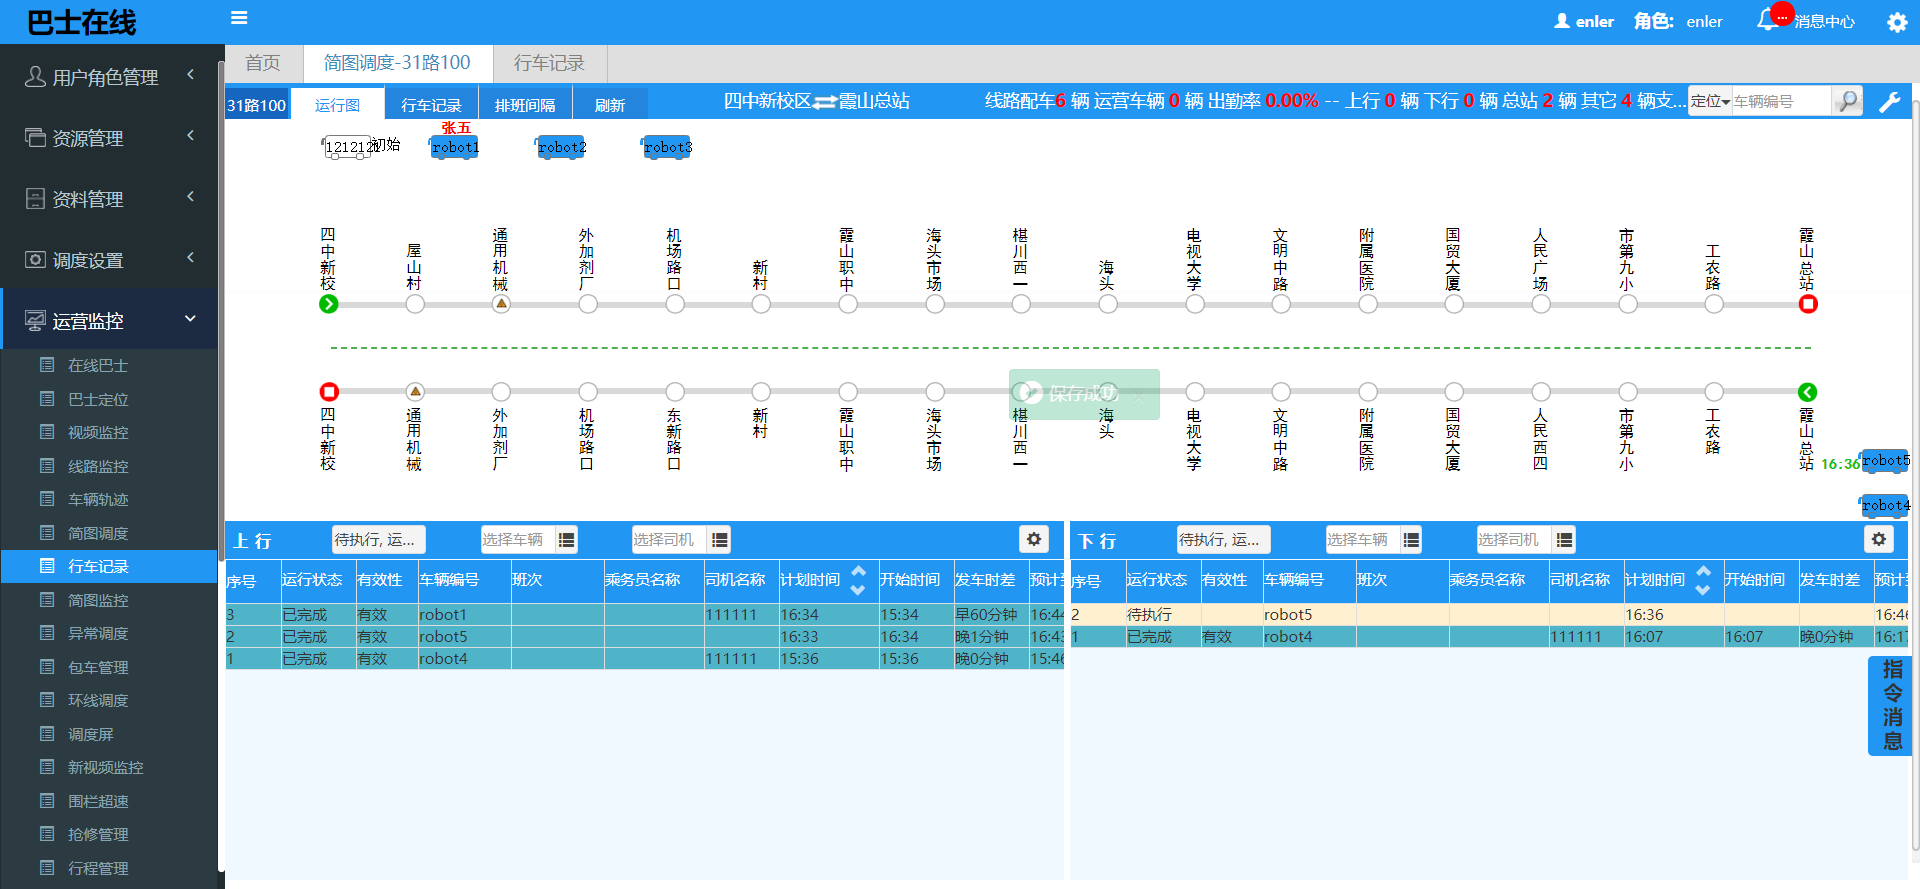 巴士在线
enler 角色: enler ... 消息中心
用户角色管理
资源管理
资料管理
调度设置
运营监控
在线巴士
巴士定位
视频监控
线路监控
车辆轨迹
简图调度
行车记录
简图监控
异常调度
包车管理
环线调度
调度屏
新视频监控
围栏超速
抢修管理
行程管理
首页 简图调度-31路100 行车记录
31路100 运行图 行车记录 排班间隔 刷新 四中新校区⇌霞山总站 线路配车6 辆 运营车辆 0 辆 出勤率 0.00% -- 上行 0 辆 下行 0 辆 总站 2 辆 其它 4 辆支... 定位 车辆编号
张五
初始 robot1 robot2 robot3
四中新校
屋山村
通用机械
外加剂厂
机场路口
新村
霞山职中
海头市场
椹川西一
海头
电视大学
文明中路
附属医院
国贸大厦
人民广场
市第九小
工农路
霞山总站
保存成功
四中新校
通用机械
外加剂厂
机场路口
东新路口
新村
霞山职中
海头市场
椹川西一
海头
电视大学
文明中路
附属医院
国贸大厦
人民西四
市第九小
工农路
霞山总站
16:36 robot5
robot4
上行 待执行, 运... 选择车辆 选择司机
序号 运行状态 有效性 车辆编号 班次 乘务员名称 司机名称 计划时间 开始时间 发车时差 预计
3 已完成 有效 robot1 111111 16:34 15:34 早60分钟 16:44
2 已完成 有效 robot5 16:33 16:34 晚1分钟 16:43
1 已完成 有效 robot4 111111 15:36 15:36 晚0分钟 15:46
下行 待执行, 运... 选择车辆 选择司机
序号 运行状态 有效性 车辆编号 班次 乘务员名称 司机名称 计划时间 开始时间 发车时差 预计
2 待执行 robot5 16:36 16:46
1 已完成 有效 robot4 111111 16:07 16:07 晚0分钟 16:17
指令消息